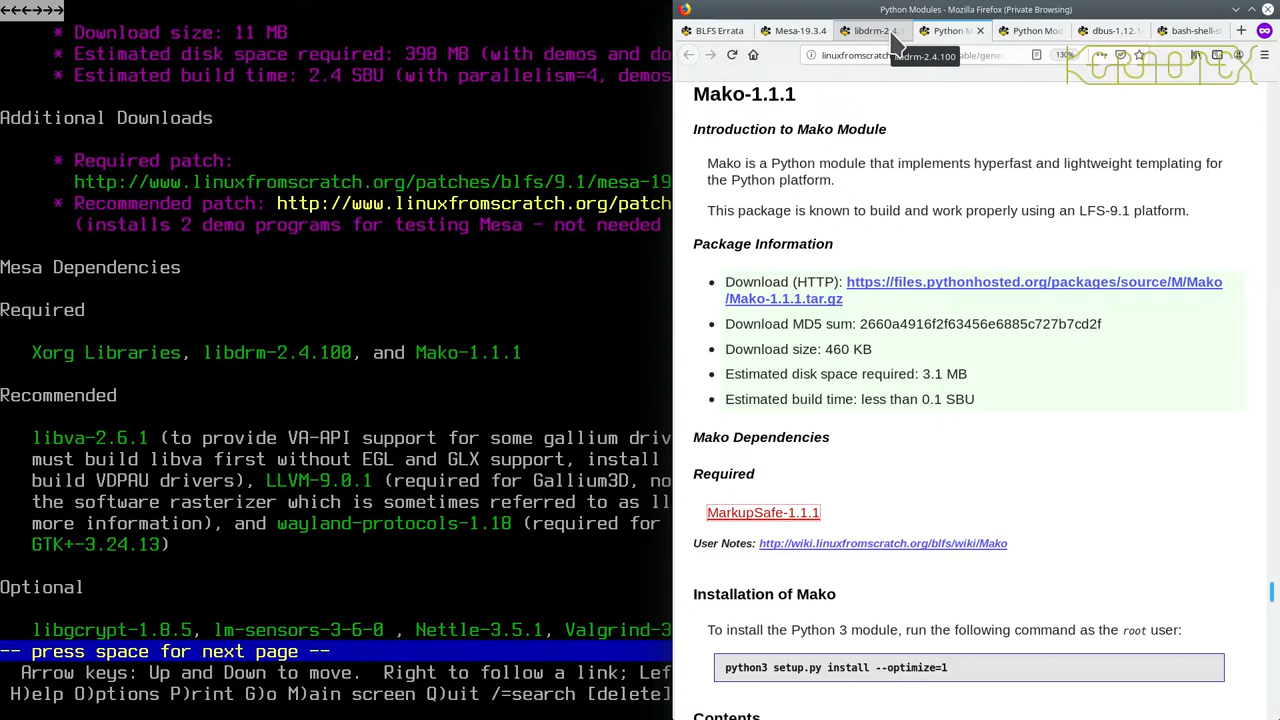 ←←←→→→
* Download size: 11 MB
* Estimated disk space required: 398 MB (with demos and do
* Estimated build time: 2.4 SBU (with parallelism=4, demos
Additional Downloads
* Required patch:
http://www.linuxfromscratch.org/patches/blfs/9.1/mesa-19
* Recommended patch: http://www.linuxfromscratch.org/patch
(installs 2 demo programs for testing Mesa - not needed
Mesa Dependencies
Required
Xorg Libraries, libdrm-2.4.100, and Mako-1.1.1
Recommended
libva-2.6.1 (to provide VA-API support for some gallium driv
must build libva first without EGL and GLX support, install
build VDPAU drivers), LLVM-9.0.1 (required for Gallium3D, no
the software rasterizer which is sometimes referred to as ll
more information), and wayland-protocols-1.18 (required for
GTK+-3.24.13)
Optional
libgcrypt-1.8.5, lm-sensors-3-6-0 , Nettle-3.5.1, Valgrind-3
-- press space for next page --
Arrow keys: Up and Down to move. Right to follow a link; Lef
H)elp O)ptions P)rint G)o M)ain screen Q)uit /=search [delete]
Python Modules - Mozilla Firefox (Private Browsing)
BLFS Errata
Mesa-19.3.4
libdrm-2.4.1
Python M
Python Mod
dbus-1.12.1
bash-shell-s
linuxfromscratch
able/gener
130%
libdrm-2.4.100
Mako-1.1.1
Introduction to Mako Module
Mako is a Python module that implements hyperfast and lightweight templating for
the Python platform.
This package is known to build and work properly using an LFS-9.1 platform.
Package Information
• Download (HTTP): https://files.pythonhosted.org/packages/source/M/Mako
/Mako-1.1.1.tar.gz
• Download MD5 sum: 2660a4916f2f63456e6885c727b7cd2f
• Download size: 460 KB
• Estimated disk space required: 3.1 MB
• Estimated build time: less than 0.1 SBU
Mako Dependencies
Required
MarkupSafe-1.1.1
User Notes: http://wiki.linuxfromscratch.org/blfs/wiki/Mako
Installation of Mako
To install the Python 3 module, run the following command as the root user:
python3 setup.py install --optimize=1
Contents